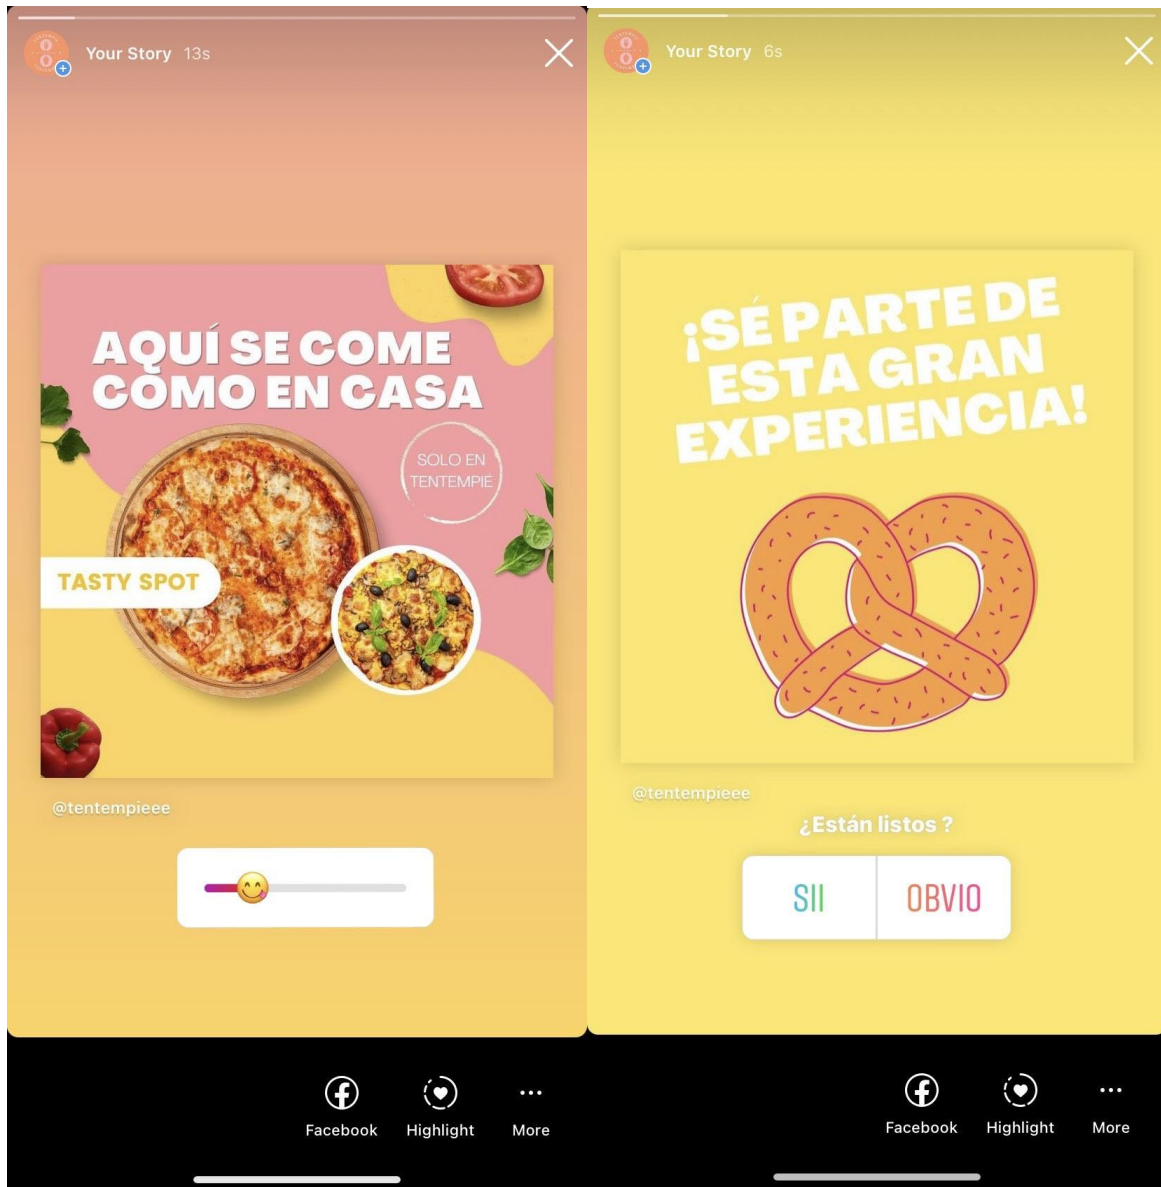 Your Story 13s
AQUÍ SE COME
COMO EN CASA
SOLO EN
TENTEMPIÉ
TASTY SPOT
@tentempieee
Facebook Highlight More
Your Story 6s
¡SÉ PARTE DE
ESTA GRAN
EXPERIENCIA!
@tentempieee
¿Están listos ?
SII OBVIO
Facebook Highlight More